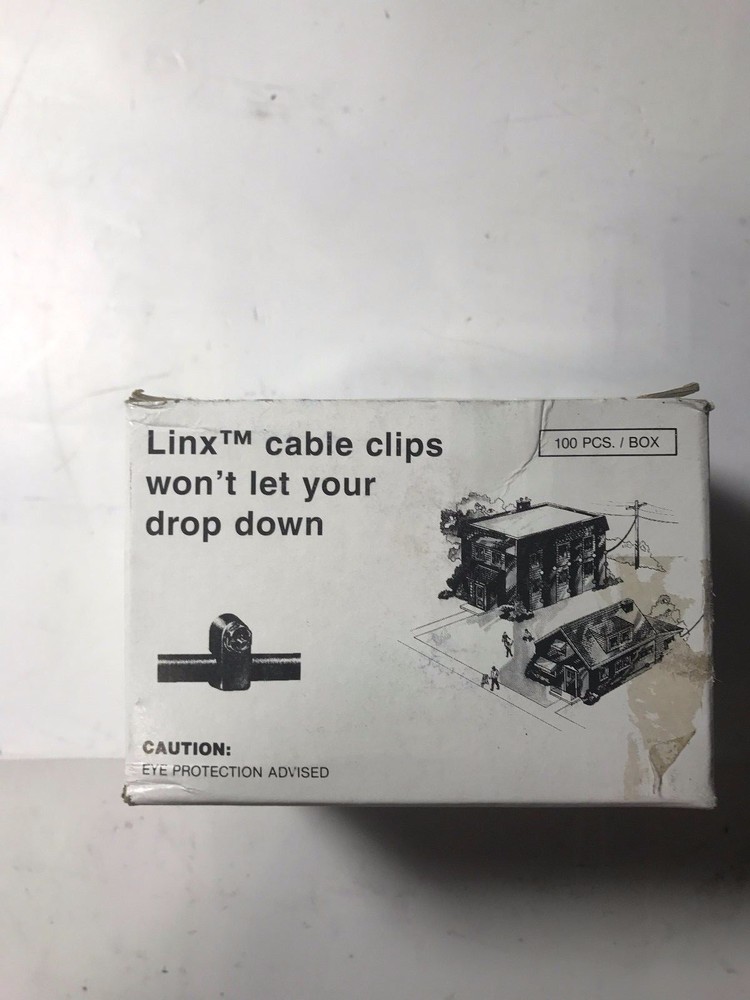 Linx™ cable clips
won't let your
drop down
100 PCS. / BOX
CAUTION:
EYE PROTECTION ADVISED